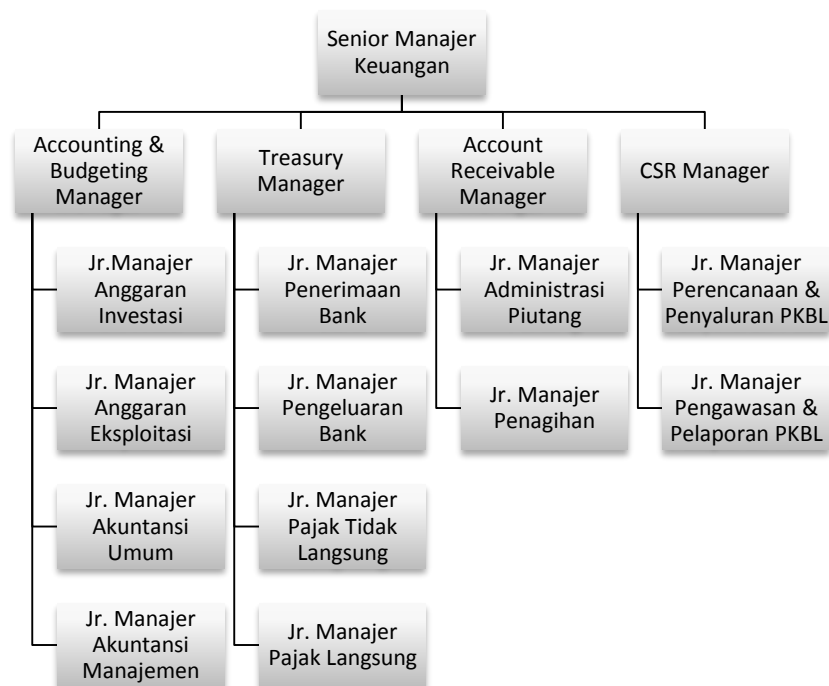 Senior Manajer
Keuangan
Accounting &
Budgeting
Manager
Treasury
Manager
Account
Receivable
Manager
CSR Manager
Jr.Manajer
Anggaran
Investasi
Jr. Manajer
Penerimaan
Bank
Jr. Manajer
Administrasi
Piutang
Jr. Manajer
Perencanaan &
Penyaluran PKBL
Jr. Manajer
Anggaran
Eksploitasi
Jr. Manajer
Pengeluaran
Bank
Jr. Manajer
Penagihan
Jr. Manajer
Pengawasan &
Pelaporan PKBL
Jr. Manajer
Akuntansi
Umum
Jr. Manajer
Pajak Tidak
Langsung
Jr. Manajer
Akuntansi
Manajemen
Jr. Manajer
Pajak Langsung